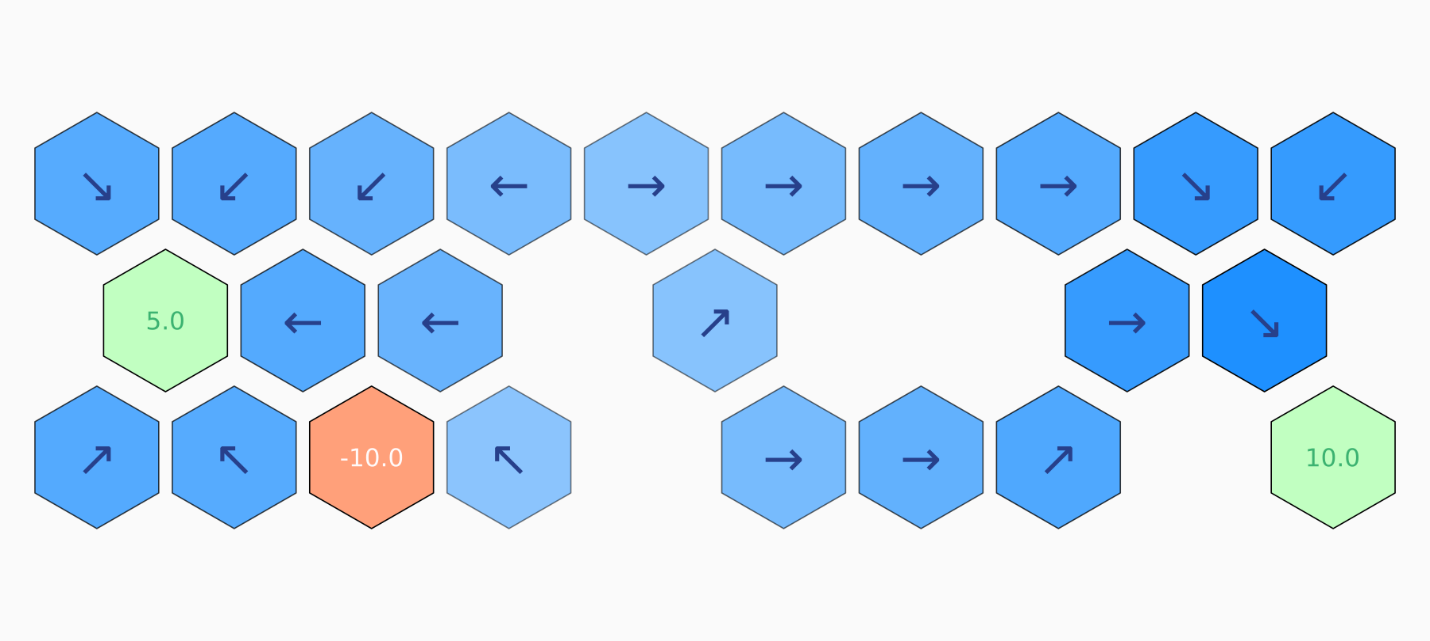 ↘ ↙ ↙ ← → → → → ↘ ↙
5.0 ← ← ↗ → ↘
↗ ↖ -10.0 ↖ → → ↗ 10.0